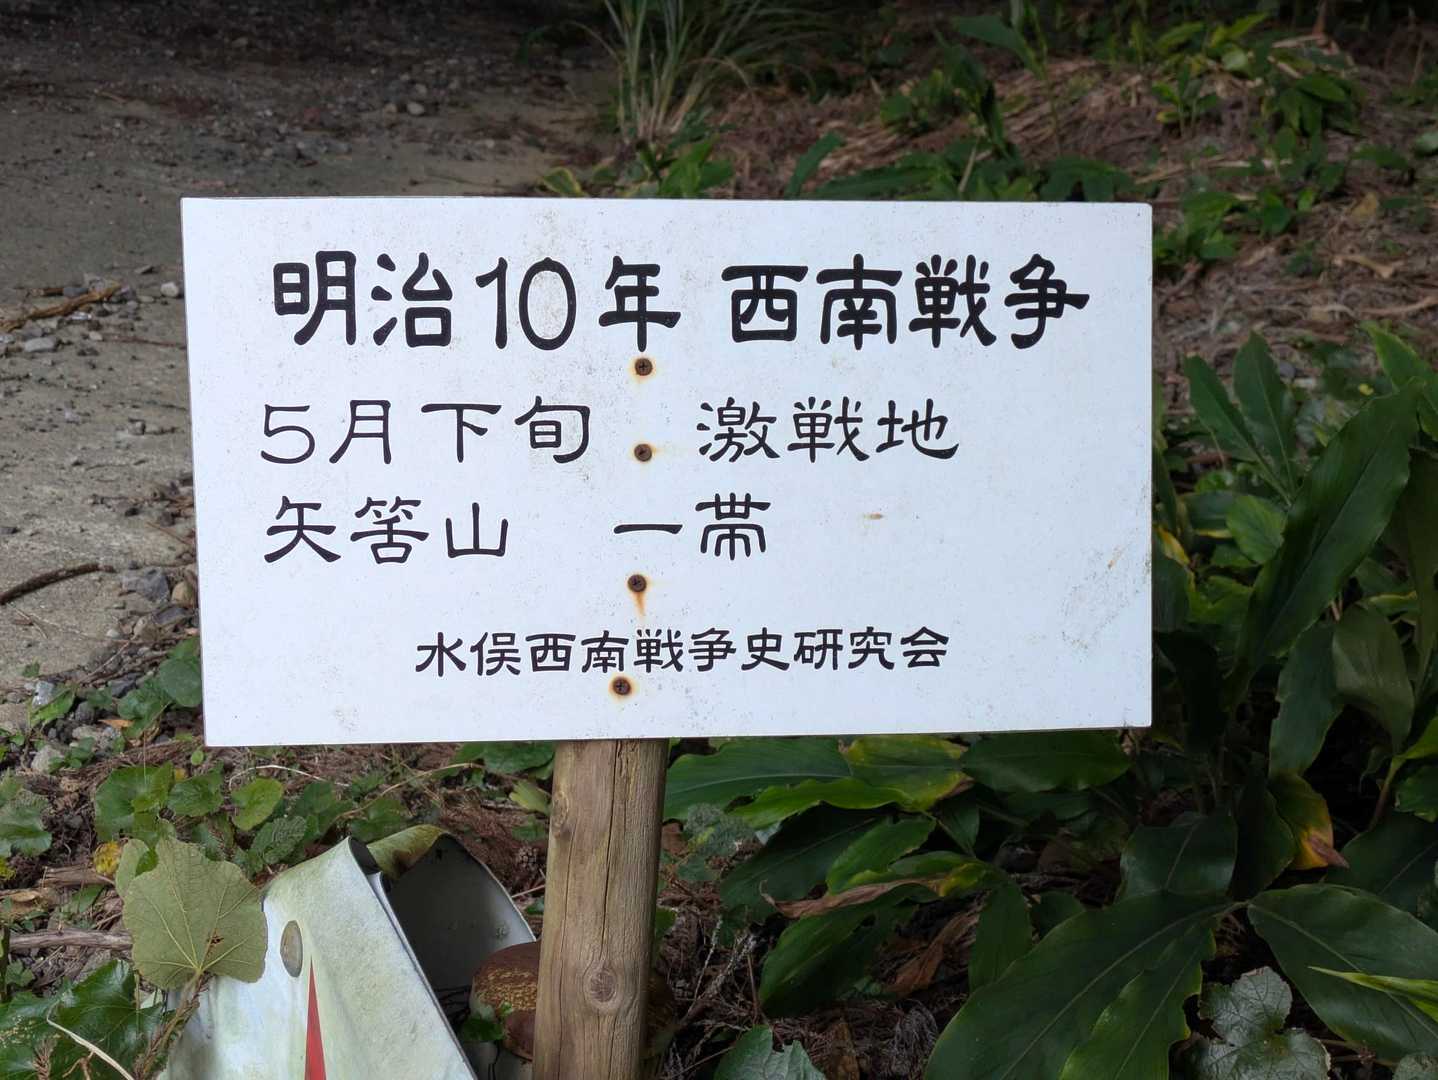 明治10年 西南戦争
5月下旬 激戦地
矢筈山 一帯
水俣西南戦争史研究会